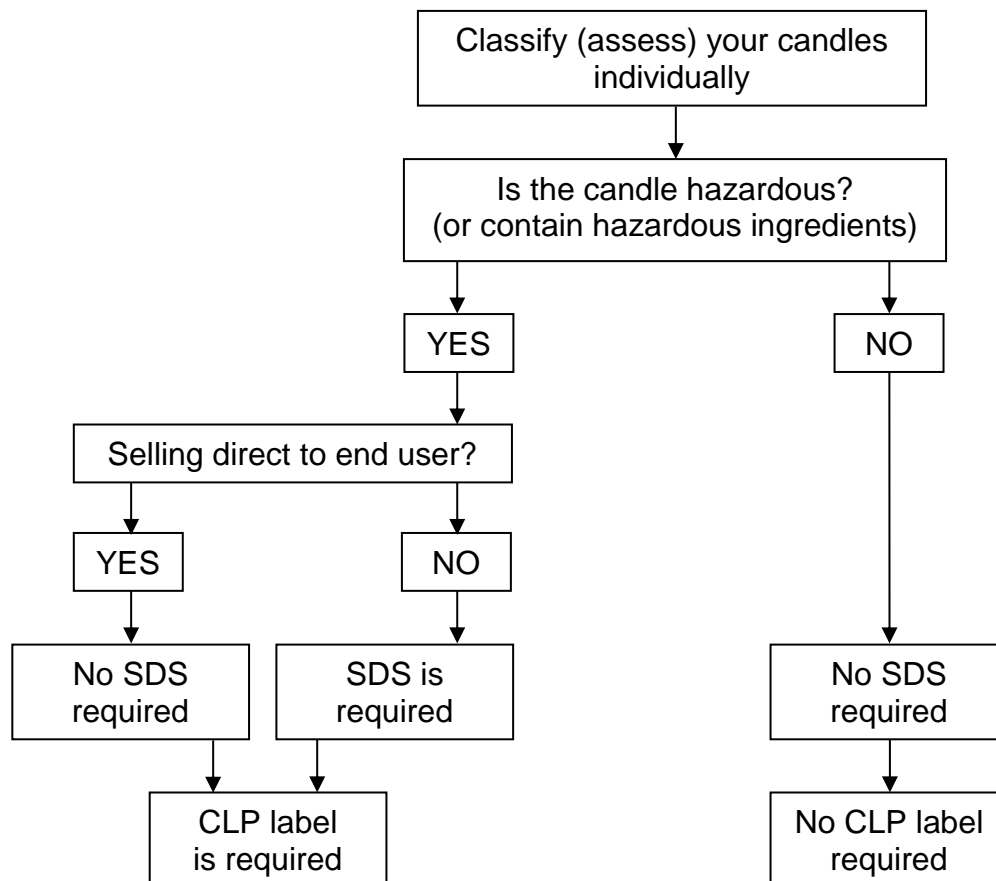 Classify (assess) your candles
individually
Is the candle hazardous?
(or contain hazardous ingredients)
YES
NO
Selling direct to end user?
YES
NO
No SDS
required
SDS is
required
No SDS
required
CLP label
is required
No CLP label
required